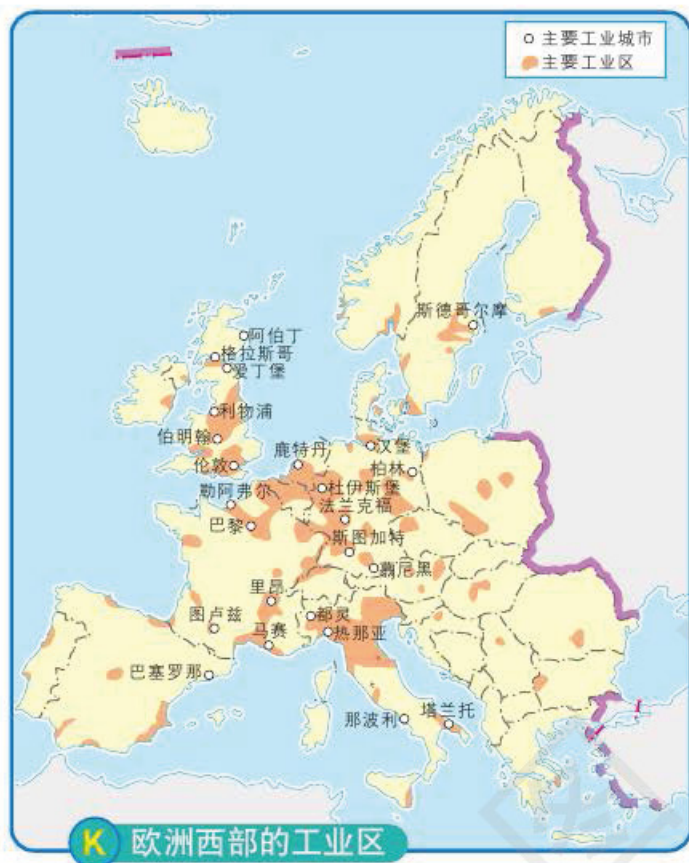 主要工业城市
主要工业区
斯德哥尔摩
阿伯丁
格拉斯哥
爱丁堡
利物浦
伯明翰
伦敦
鹿特丹
汉堡
柏林
勒阿弗尔
杜伊斯堡
法兰克福
巴黎
斯图加特
慕尼黑
里昂
图卢兹
都灵
马赛
热那亚
巴塞罗那
那波利
塔兰托
K 欧洲西部的工业区